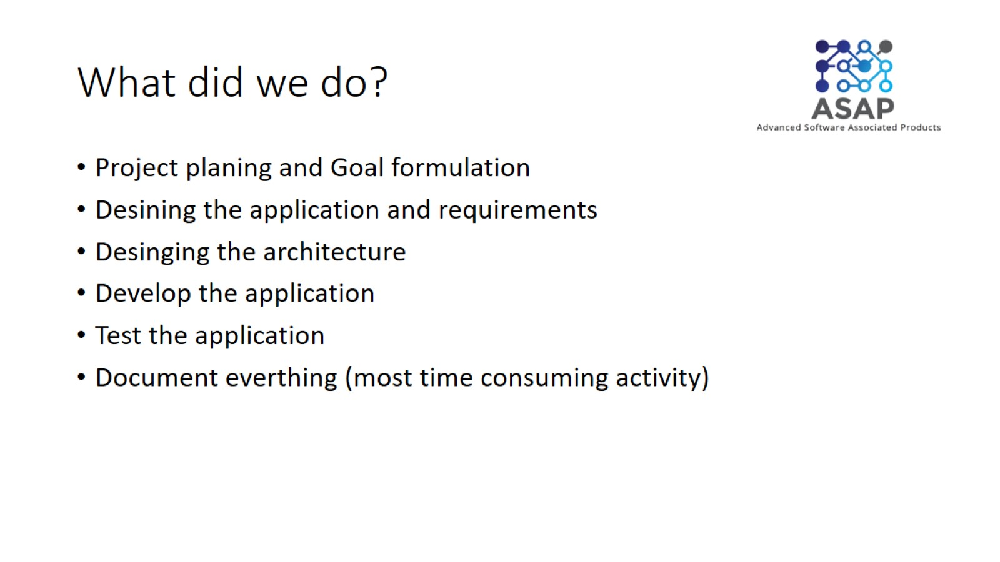 What did we do?
ASAP
Advanced Software Associated Products
• Project planing and Goal formulation
• Desining the application and requirements
• Desinging the architecture
• Develop the application
• Test the application
• Document everthing (most time consuming activity)